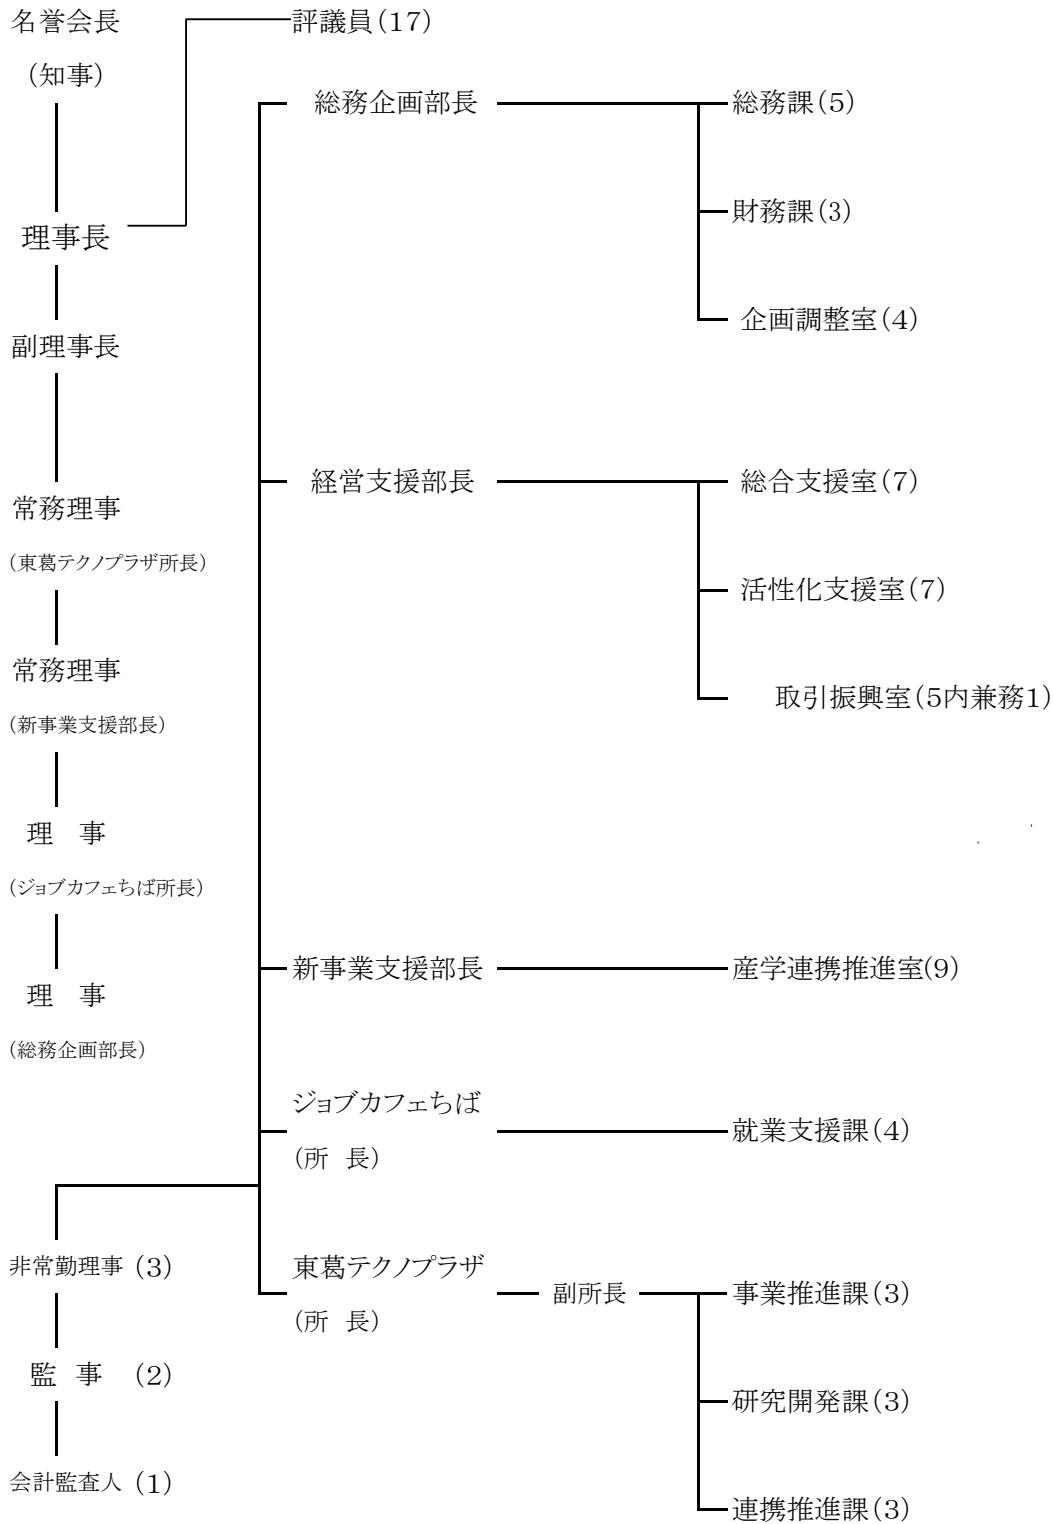 名誉会長
(知事)
理事長
副理事長
常務理事
(東葛テクノプラザ所長)
常務理事
(新事業支援部長)
理　事
(ジョブカフェちば所長)
理　事
(総務企画部長)
非常勤理事 (3)
監　事　(2)
会計監査人 (1)
評議員(17)
総務企画部長
総務課(5)
財務課(3)
企画調整室(4)
経営支援部長
総合支援室(7)
活性化支援室(7)
取引振興室(5内兼務1)
新事業支援部長
産学連携推進室(9)
ジョブカフェちば
(所　長)
就業支援課(4)
東葛テクノプラザ
(所　長)
副所長
事業推進課(3)
研究開発課(3)
連携推進課(3)